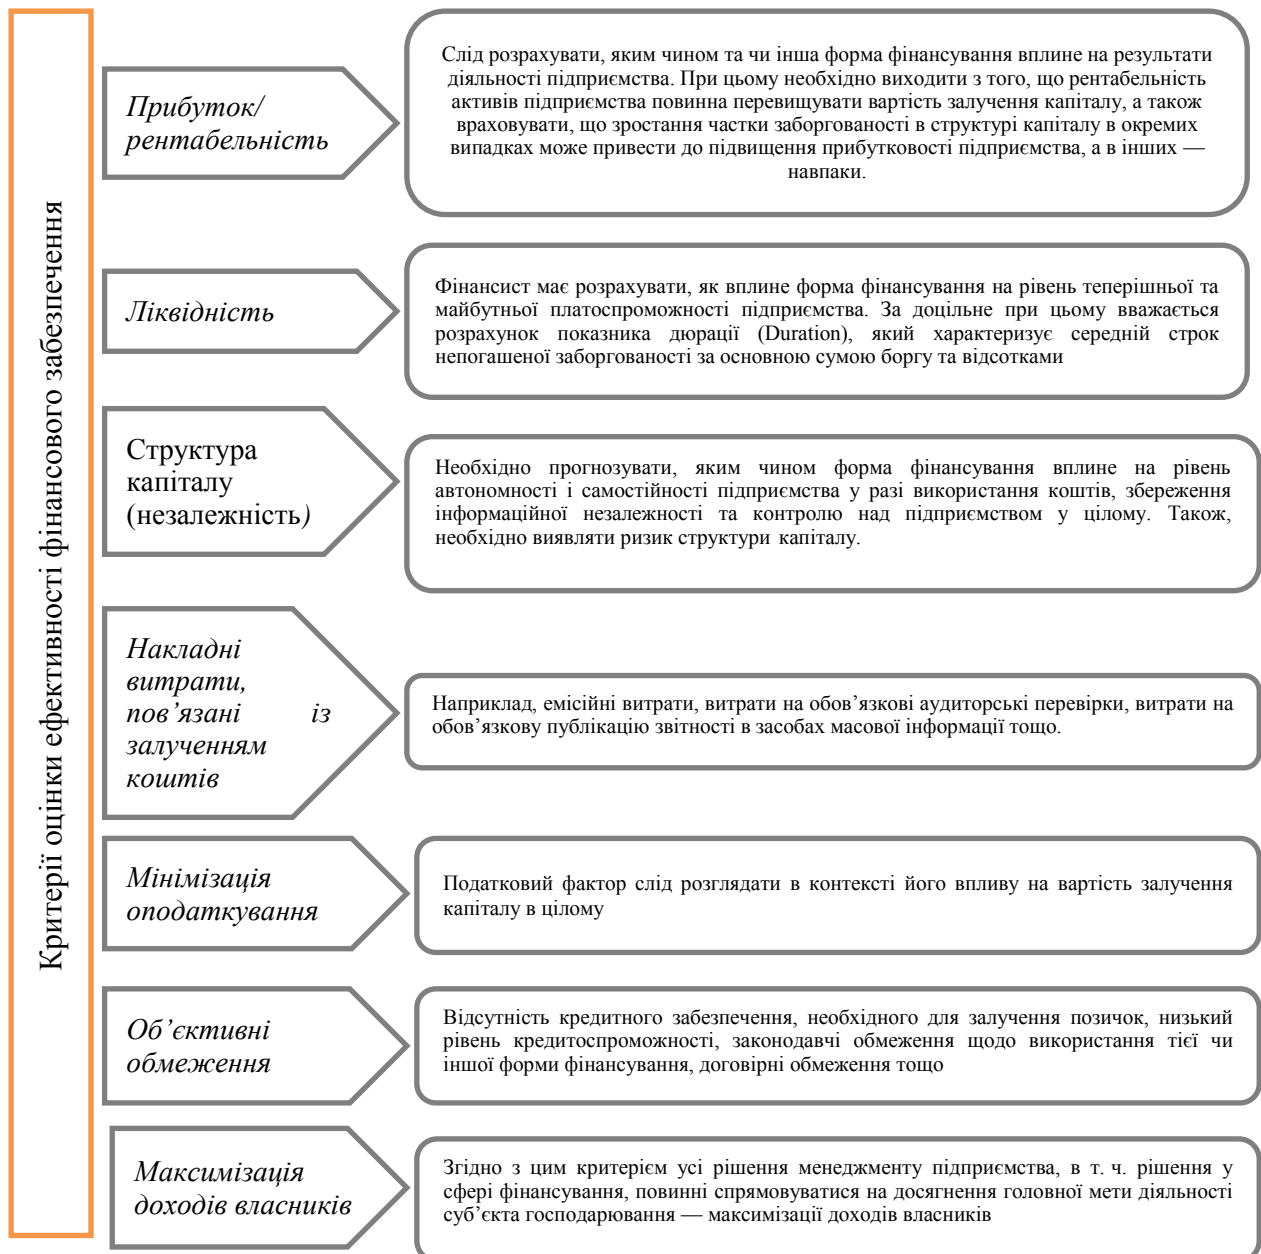 Критерії оцінки ефективності фінансового забезпечення
Прибуток/
рентабельність
Слід розрахувати, яким чином та чи інша форма фінансування вплине на результати
діяльності підприємства. При цьому необхідно виходити з того, що рентабельність
активів підприємства повинна перевищувати вартість залучення капіталу, а також
враховувати, що зростання частки заборгованості в структурі капіталу в окремих
випадках може привести до підвищення прибутковості підприємства, а в інших —
навпаки.
Ліквідність
Фінансист має розрахувати, як вплине форма фінансування на рівень теперішньої та
майбутньої платоспроможності підприємства. За доцільне при цьому вважається
розрахунок показника дюрації (Duration), який характеризує середній строк
непогашеної заборгованості за основною сумою боргу та відсотками
Структура
капіталу
(незалежність)
Необхідно прогнозувати, яким чином форма фінансування вплине на рівень
автономності і самостійності підприємства у разі використання коштів, збереження
інформаційної незалежності та контролю над підприємством у цілому. Також,
необхідно виявляти ризик структури капіталу.
Накладні
витрати,
пов’язані із
залученням
коштів
Наприклад, емісійні витрати, витрати на обов’язкові аудиторські перевірки, витрати на
обов’язкову публікацію звітності в засобах масової інформації тощо.
Мінімізація
оподаткування
Податковий фактор слід розглядати в контексті його впливу на вартість залучення
капіталу в цілому
Об’єктивні
обмеження
Відсутність кредитного забезпечення, необхідного для залучення позичок, низький
рівень кредитоспроможності, законодавчі обмеження щодо використання тієї чи
іншої форми фінансування, договірні обмеження тощо
Максимізація
доходів власників
Згідно з цим критерієм усі рішення менеджменту підприємства, в т. ч. рішення у
сфері фінансування, повинні спрямовуватися на досягнення головної мети діяльності
суб’єкта господарювання — максимізації доходів власників